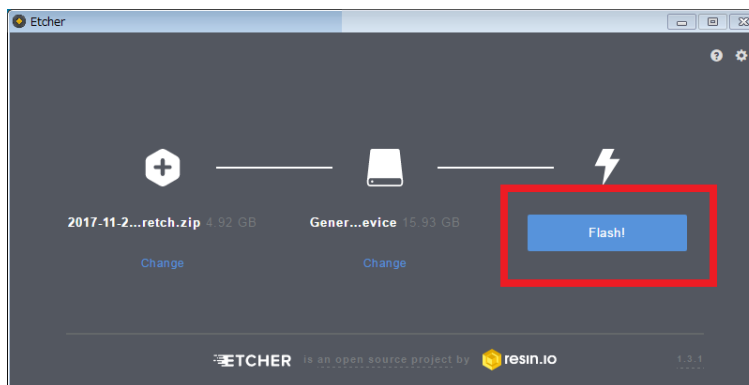 Etcher
2017-11-2...retch.zip 4.92 GB
Gener...evice 15.93 GB
Flash!
Change
Change
ETCHER is an open source project by resin.io
1.3.1